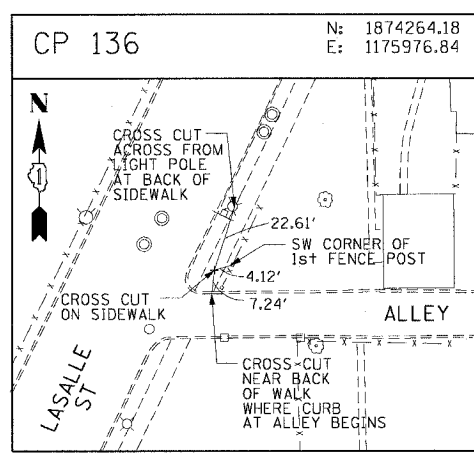 CP 136
N: 1874264.18
E: 1175976.84
N
1
CROSS CUT
ACROSS FROM
LIGHT POLE
AT BACK OF
SIDEWALK
22.61'
SW CORNER OF
1st FENCE POST
4.12'
7.24'
CROSS CUT
ON SIDEWALK
ALLEY
LASALLE
ST
CROSS CUT
NEAR BACK
OF WALK
WHERE CURB
AT ALLEY BEGINS